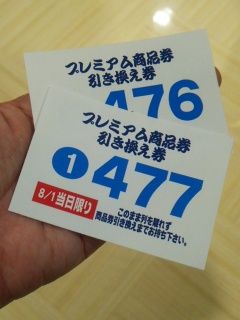 プレミアム商品券
引き換え券
476
プレミアム商品券
引き換え券
1 477
8/1 当日限り
このまま列を離れず
商品券引き換えまでお持ち下さい。